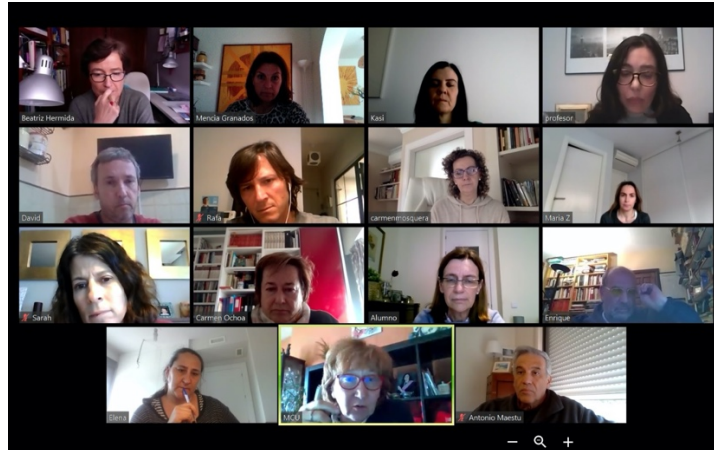 Beatriz Hermida
Mencia Granados
Kasi
profesor
David
Rafa
carmenmosquera
Maria Z
Sarah
Carmen Ochoa
Alumno
Enrique
Elena
MCU
Antonio Maestu